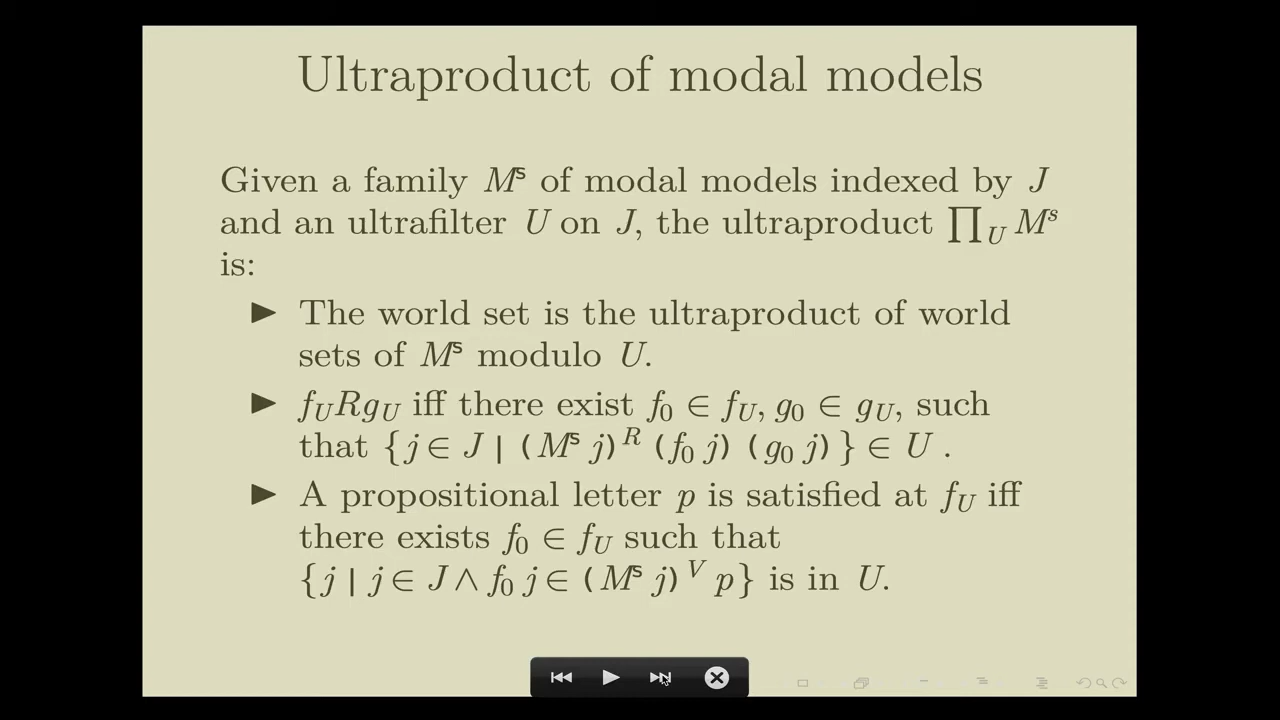 Ultraproduct of modal models
Given a family Mˢ of modal models indexed by J
and an ultrafilter U on J, the ultraproduct ∏_U Mˢ
is:
▶ The world set is the ultraproduct of world
sets of Mˢ modulo U.
▶ f_U R g_U iff there exist f₀ ∈ f_U, g₀ ∈ g_U, such
that {j ∈ J | (Mˢ j)ᴿ (f₀ j) (g₀ j)} ∈ U .
▶ A propositional letter p is satisfied at f_U iff
there exists f₀ ∈ f_U such that
{j | j ∈ J ∧ f₀ j ∈ (Mˢ j)ⱽ p} is in U.